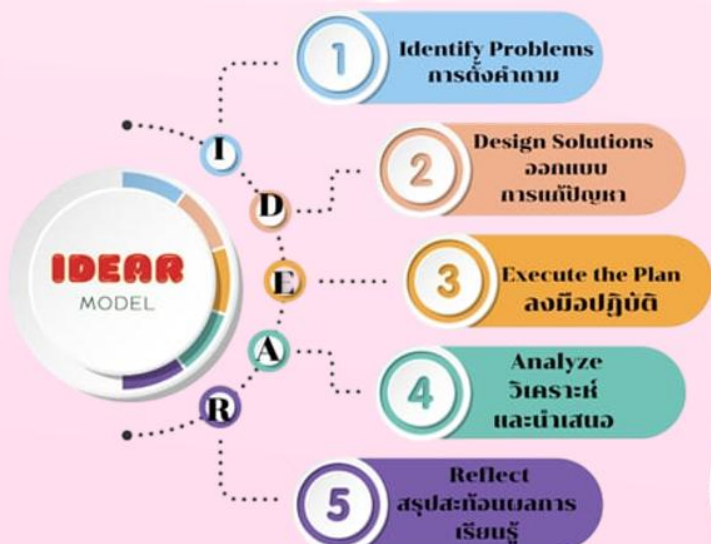 1
Identify Problems
การตั้งคำถาม
I
2
Design Solutions
ออกแบบ
การแก้ปัญหา
D
IDEAR
MODEL
E
3
Execute the Plan
ลงมือปฏิบัติ
A
4
Analyze
วิเคราะห์
และนำเสนอ
R
5
Reflect
สรุปสะท้อนผลการ
เรียนรู้